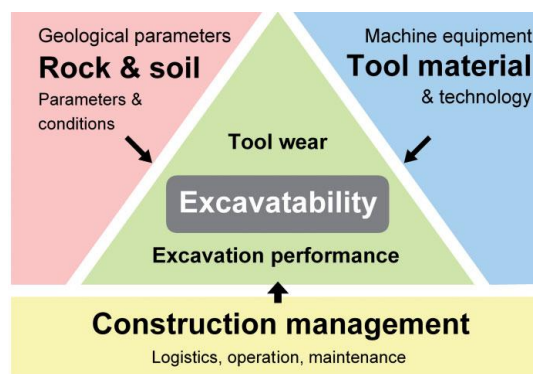 Geological parameters
Rock & soil
Parameters &
conditions
Machine equipment
Tool material
& technology
Tool wear
Excavatability
Excavation performance
Construction management
Logistics, operation, maintenance